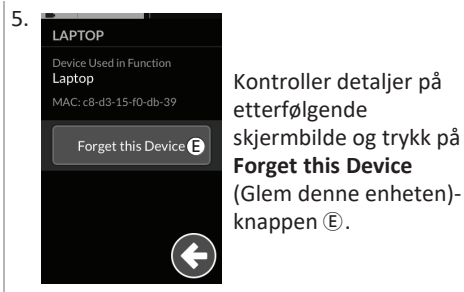 5.
LAPTOP
Device Used in Function
Laptop
MAC: c8-d3-15-f0-db-39
Forget this Device Ⓔ
Kontroller detaljer på
etterfølgende
skjermbilde og trykk på
Forget this Device
(Glem denne enheten)-
knappen Ⓔ.